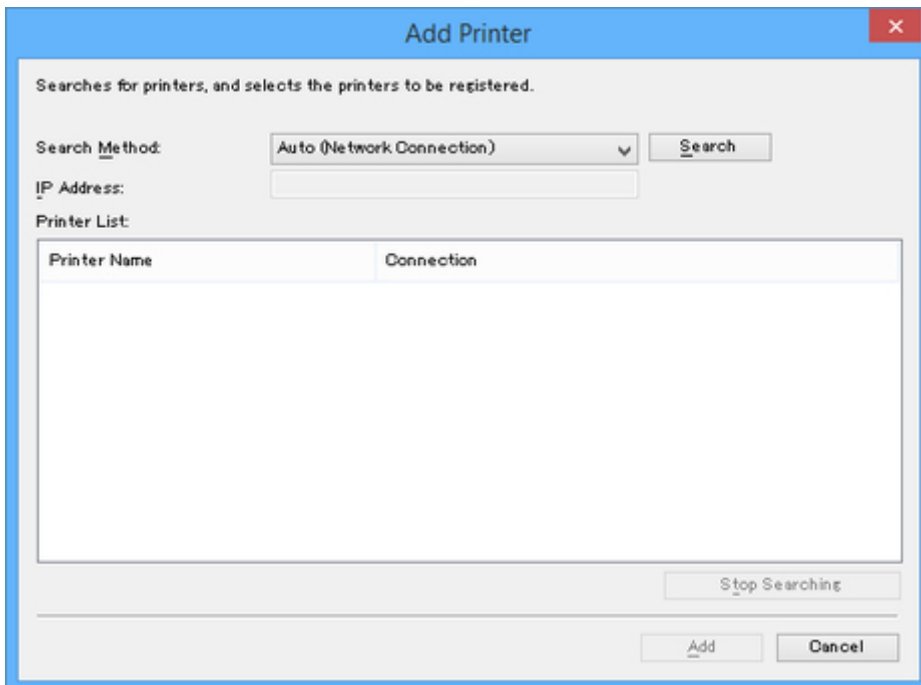 Add Printer
Searches for printers, and selects the printers to be registered.
Search Method: Auto (Network Connection) Search
IP Address:
Printer List:
Printer Name Connection
Stop Searching
Add Cancel